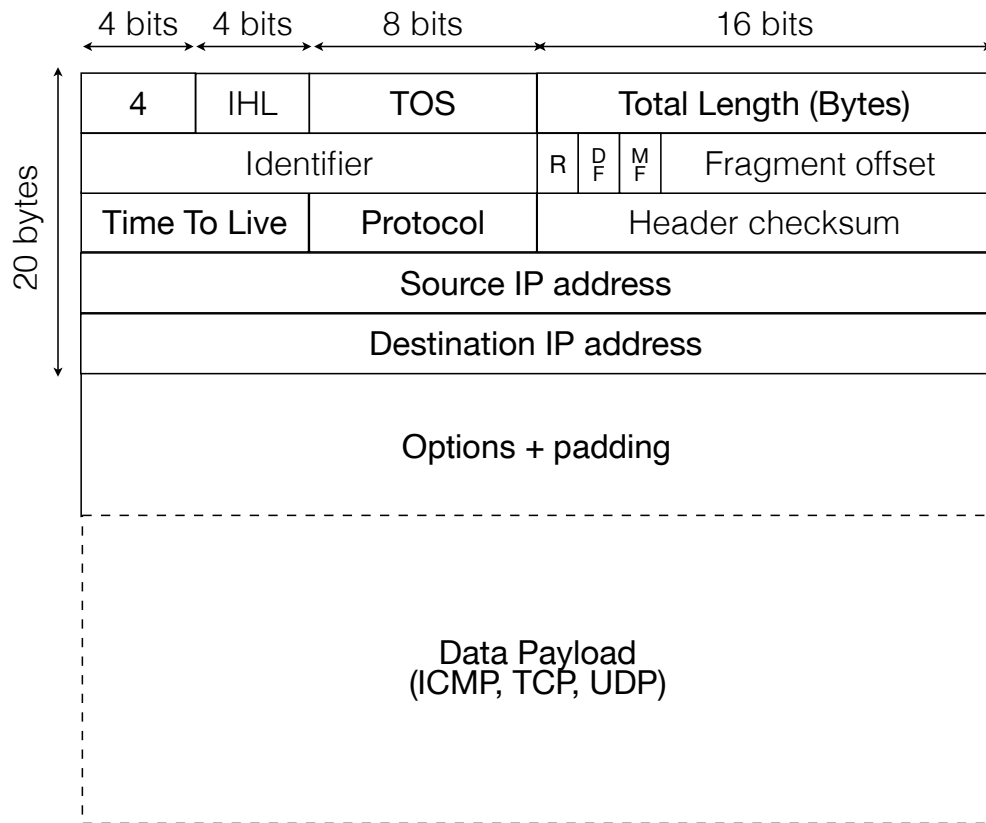 4 bits 4 bits 8 bits 16 bits
20 bytes
4 IHL TOS Total Length (Bytes)
Identifier R DF MF Fragment offset
Time To Live Protocol Header checksum
Source IP address
Destination IP address
Options + padding
Data Payload
(ICMP, TCP, UDP)